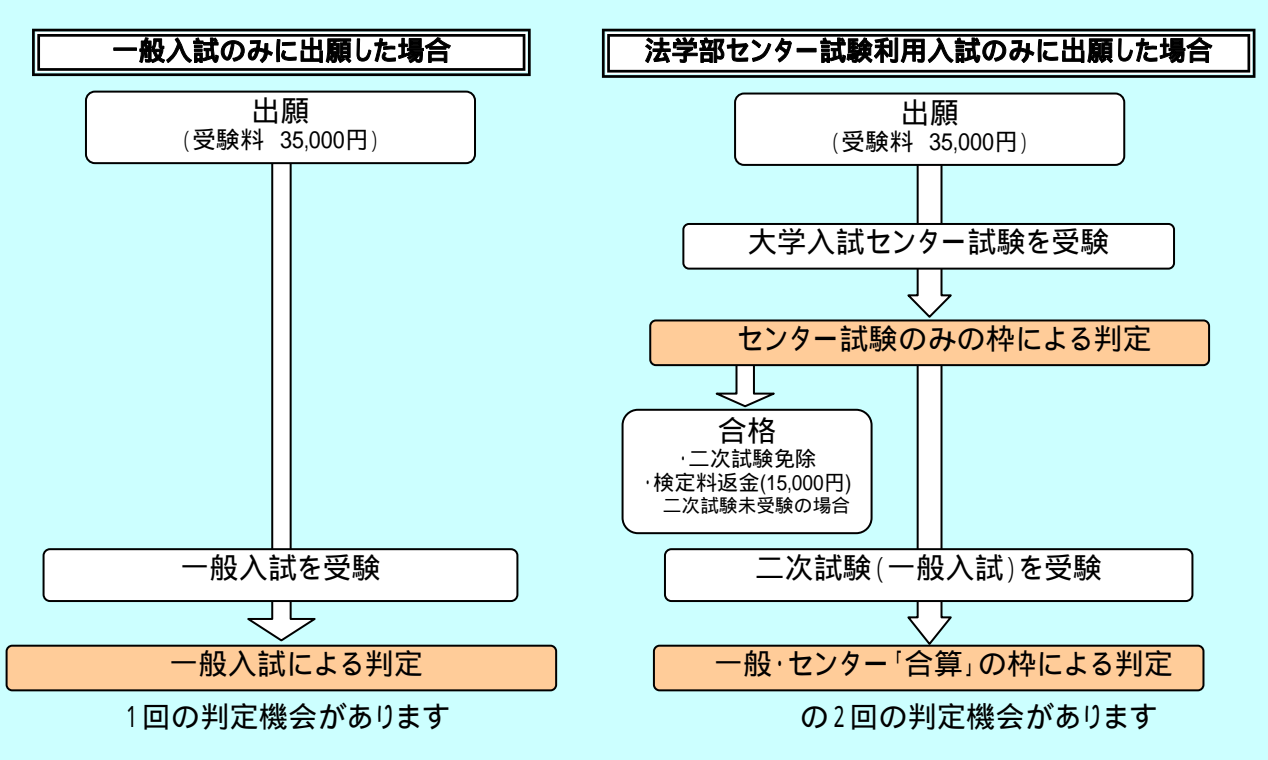 一般入試のみに出願した場合
出願
(受験料 35,000円)
一般入試を受験
一般入試による判定
1回の判定機会があります
法学部センター試験利用入試のみに出願した場合
出願
(受験料 35,000円)
大学入試センター試験を受験
センター試験のみの枠による判定
合格
・二次試験免除
・検定料返金(15,000円)
二次試験未受験の場合
二次試験(一般入試)を受験
一般・センター「合算」の枠による判定
の2回の判定機会があります